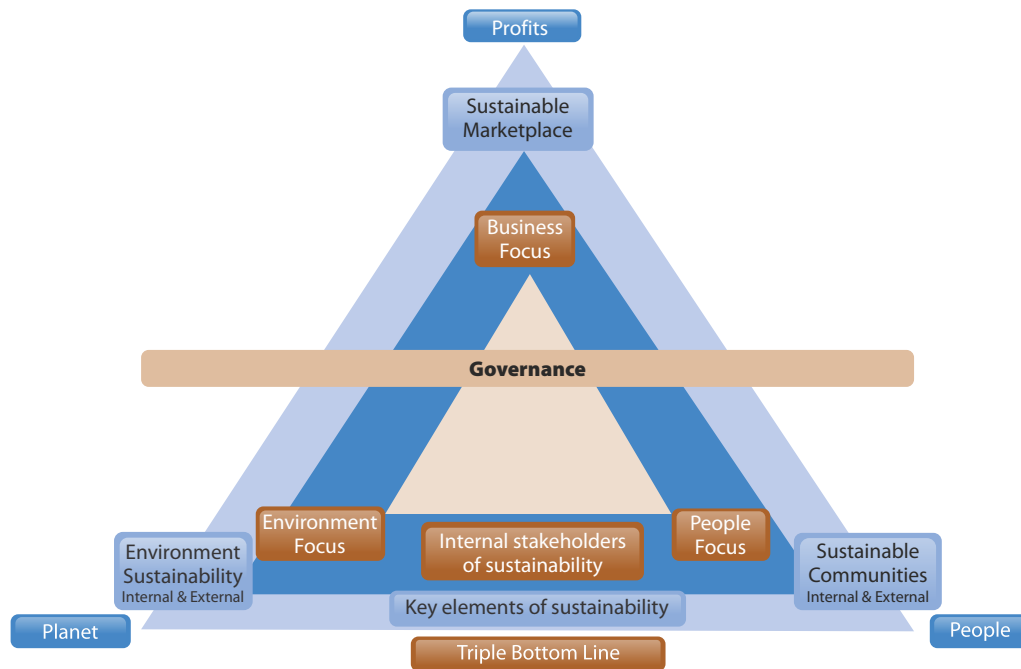 Profits
Sustainable
Marketplace
Business
Focus
Governance
Environment
Focus
People
Focus
Internal stakeholders
of sustainability
Environment
Sustainability
Internal & External
Sustainable
Communities
Internal & External
Key elements of sustainability
Planet
People
Triple Bottom Line